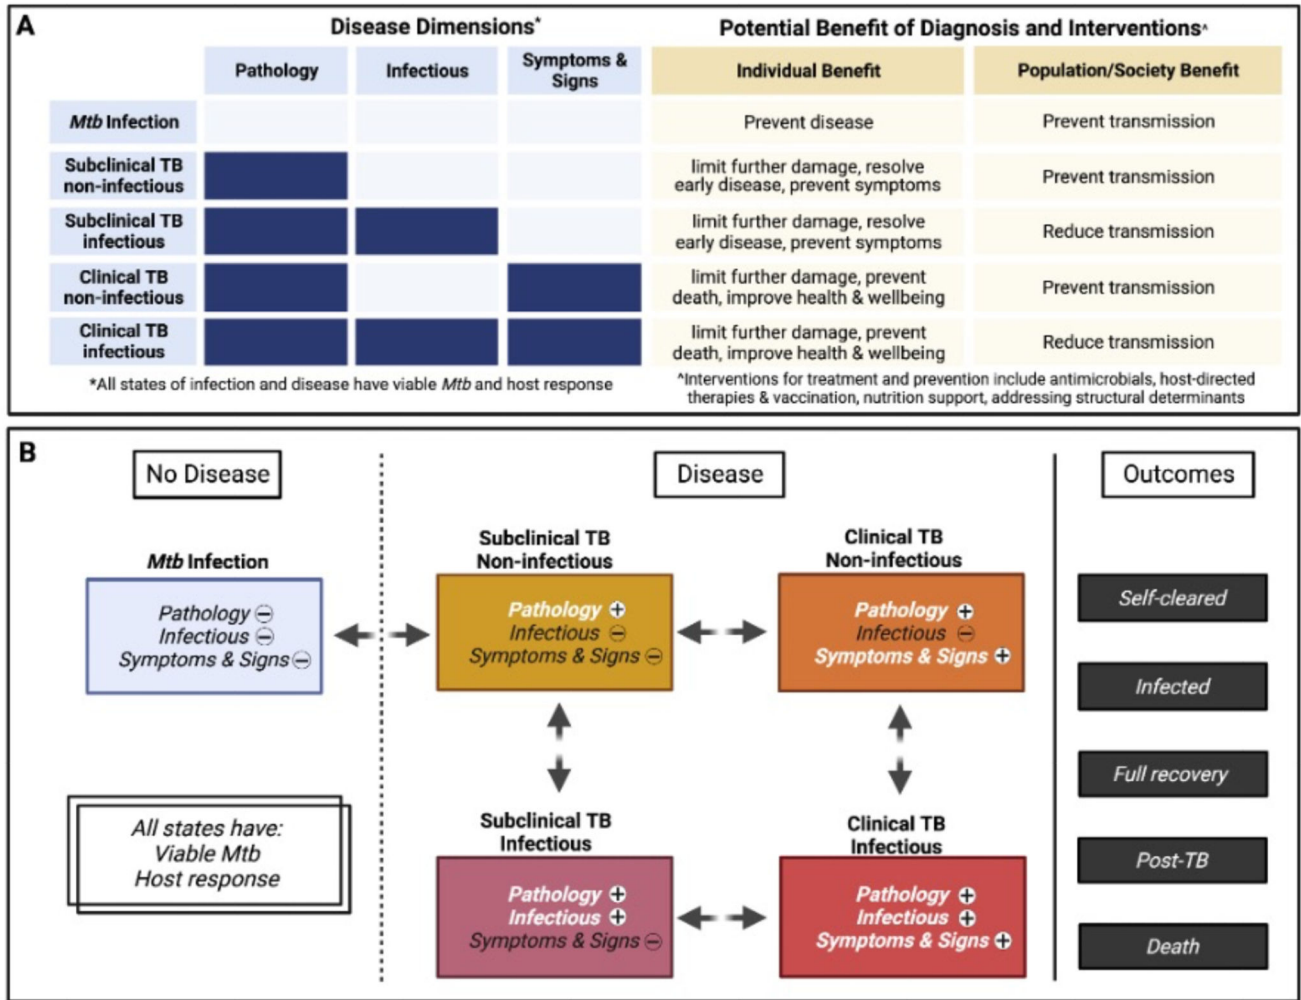 A
Disease Dimensions*
Potential Benefit of Diagnosis and Interventions^
Pathology
Infectious
Symptoms &
Signs
Individual Benefit
Population/Society Benefit
Mtb Infection
Prevent disease
Prevent transmission
Subclinical TB
non-infectious
limit further damage, resolve
early disease, prevent symptoms
Prevent transmission
Subclinical TB
infectious
limit further damage, resolve
early disease, prevent symptoms
Reduce transmission
Clinical TB
non-infectious
limit further damage, prevent
death, improve health & wellbeing
Prevent transmission
Clinical TB
infectious
limit further damage, prevent
death, improve health & wellbeing
Reduce transmission
*All states of infection and disease have viable Mtb and host response
^Interventions for treatment and prevention include antimicrobials, host-directed
therapies & vaccination, nutrition support, addressing structural determinants
B
No Disease
Disease
Outcomes
Mtb Infection
Pathology ⊖
Infectious ⊖
Symptoms & Signs ⊖
Subclinical TB
Non-infectious
Pathology ⊕
Infectious ⊖
Symptoms & Signs ⊖
Clinical TB
Non-infectious
Pathology ⊕
Infectious ⊖
Symptoms & Signs ⊕
All states have:
Viable Mtb
Host response
Subclinical TB
Infectious
Pathology ⊕
Infectious ⊕
Symptoms & Signs ⊖
Clinical TB
Infectious
Pathology ⊕
Infectious ⊕
Symptoms & Signs ⊕
Self-cleared
Infected
Full recovery
Post-TB
Death